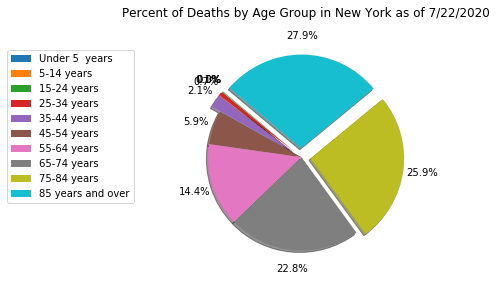 Percent of Deaths by Age Group in New York as of 7/22/2020
Under 5 years
5-14 years
15-24 years
25-34 years
35-44 years
45-54 years
55-64 years
65-74 years
75-84 years
85 years and over
27.9%
2.1%
5.9%
14.4%
22.8%
25.9%